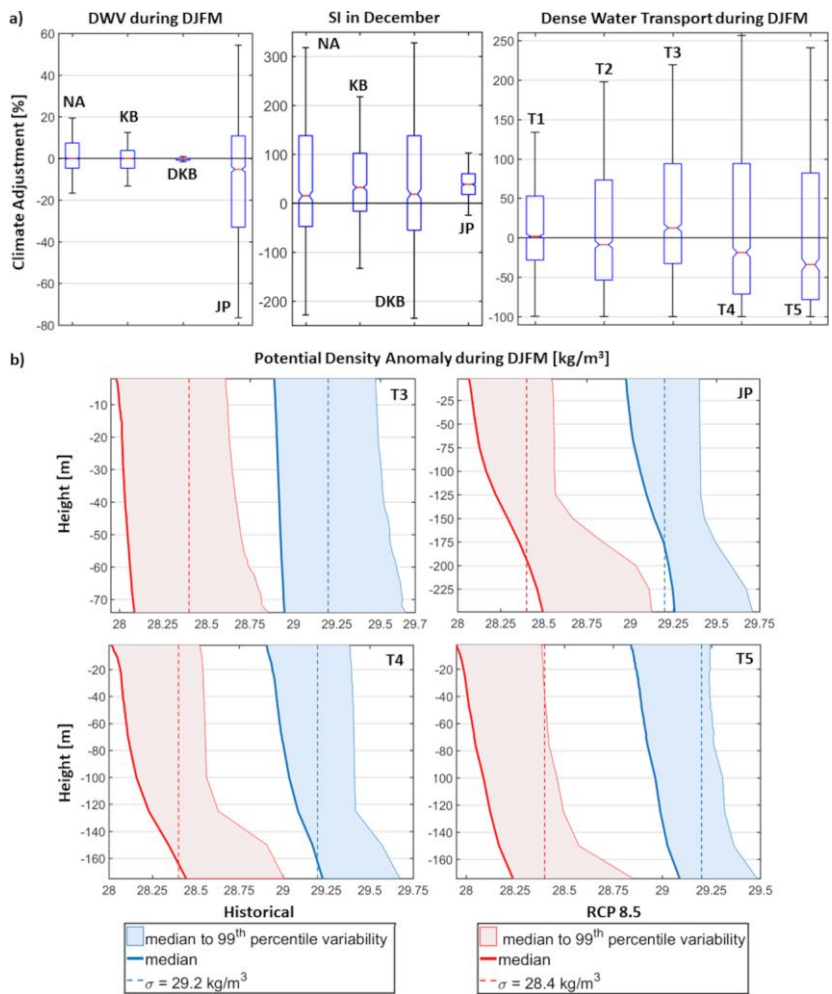 a) DWV during DJFM SI in December Dense Water Transport during DJFM
Climate Adjustment [%]
60
40
20
0
-20
-40
-60
-80
NA
KB
DKB
JP
300
200
100
0
-100
-200
NA
KB
DKB
JP
250
200
150
100
50
0
-50
-100
T1
T2
T3
T4
T5
b) Potential Density Anomaly during DJFM [kg/m³]
T3
Height [m]
-10
-20
-30
-40
-50
-60
-70
28 28.25 28.5 28.75 29 29.25 29.5 29.7
JP
-25
-50
-75
-100
-125
-150
-175
-200
-225
28 28.25 28.5 28.75 29 29.25 29.5 29.75
T4
Height [m]
-20
-40
-60
-80
-100
-120
-140
-160
28 28.25 28.5 28.75 29 29.25 29.5 29.75
T5
-20
-40
-60
-80
-100
-120
-140
-160
28 28.25 28.5 28.75 29 29.25 29.5
Historical
median to 99th percentile variability
median
σ = 29.2 kg/m³
RCP 8.5
median to 99th percentile variability
median
σ = 28.4 kg/m³